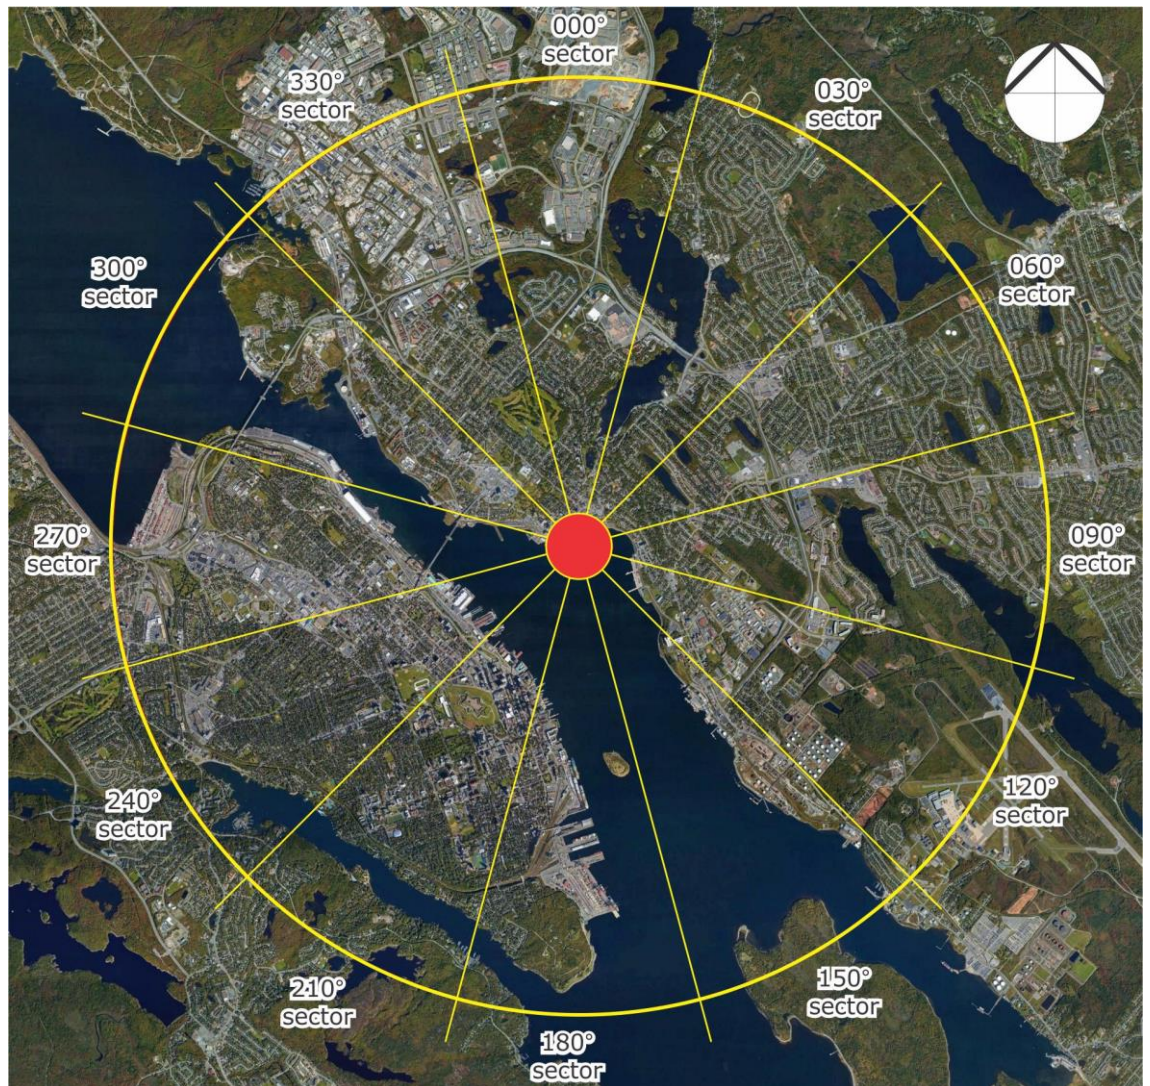 000°
sector
030°
sector
060°
sector
090°
sector
120°
sector
150°
sector
180°
sector
210°
sector
240°
sector
270°
sector
300°
sector
330°
sector